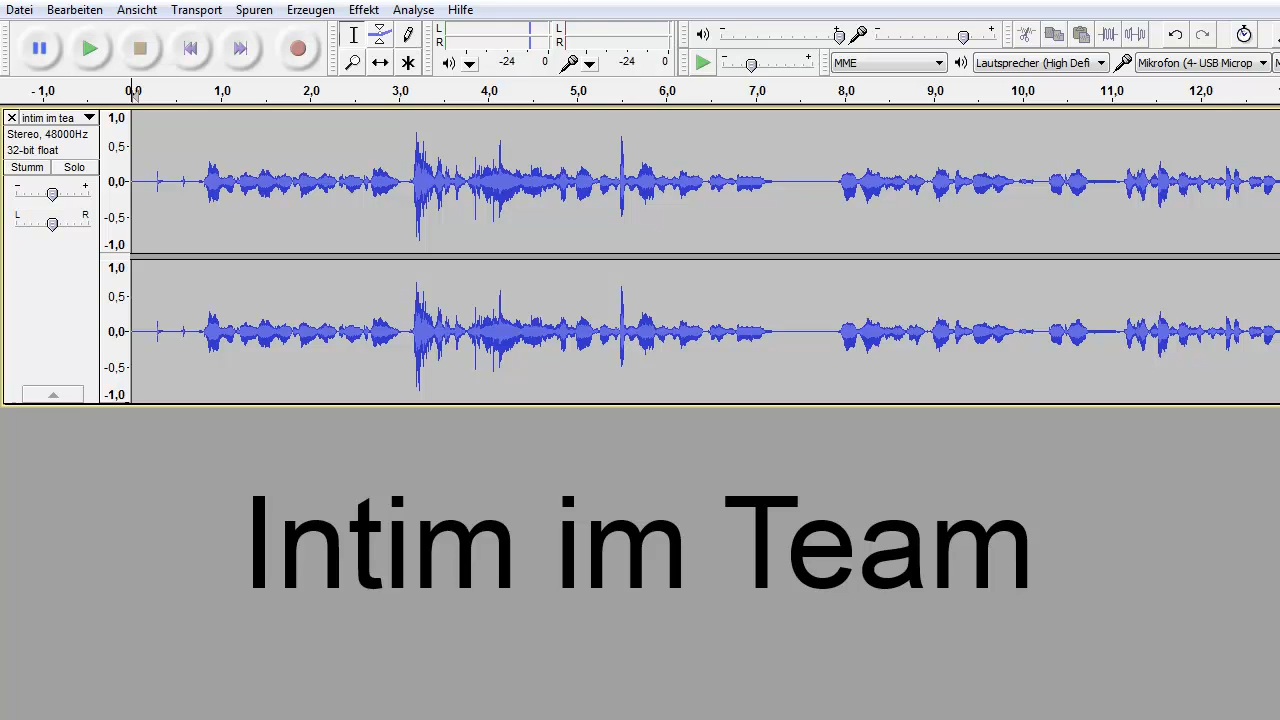 Datei Bearbeiten Ansicht Transport Spuren Erzeugen Effekt Analyse Hilfe
L
R
-24 0
L
R
-24 0
MME
Lautsprecher (High Defi
Mikrofon (4- USB Microp
- 1,0 0,0 1,0 2,0 3,0 4,0 5,0 6,0 7,0 8,0 9,0 10,0 11,0 12,0
intim im tea
Stereo, 48000Hz
32-bit float
Stumm Solo
- +
L R
1,0
0,5-
0,0-
-0,5-
-1,0
1,0
0,5-
0,0-
-0,5-
-1,0
Intim im Team